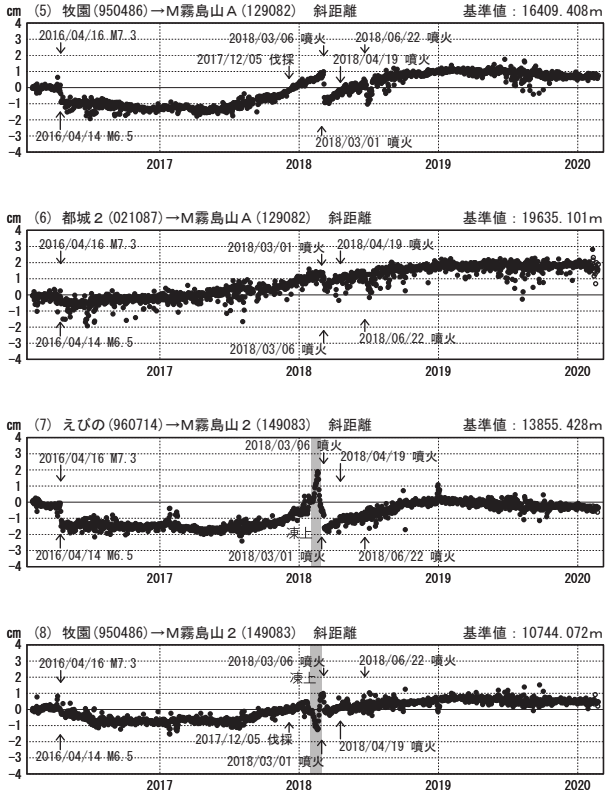 cm (5) 牧園(950486)→M霧島山A(129082) 斜距離 基準値：16409.408m
4
3
2
1
0
-1
-2
-3
-4
2016/04/16 M7.3
2018/03/06 噴火
2018/06/22 噴火
2017/12/05 伐採
2018/04/19 噴火
2016/04/14 M6.5
2018/03/01 噴火
2017 2018 2019 2020
cm (6) 都城2(021087)→M霧島山A(129082) 斜距離 基準値：19635.101m
4
3
2
1
0
-1
-2
-3
-4
2016/04/16 M7.3
2018/03/01 噴火
2018/04/19 噴火
2016/04/14 M6.5
2018/03/06 噴火
2018/06/22 噴火
2017 2018 2019 2020
cm (7) えびの(960714)→M霧島山2(149083) 斜距離 基準値：13855.428m
4
3
2
1
0
-1
-2
-3
-4
2018/03/06 噴火
2016/04/16 M7.3
2018/04/19 噴火
凍上
2016/04/14 M6.5
2018/03/01 噴火
2018/06/22 噴火
2017 2018 2019 2020
cm (8) 牧園(950486)→M霧島山2(149083) 斜距離 基準値：10744.072m
4
3
2
1
0
-1
-2
-3
-4
2016/04/16 M7.3
2018/03/06 噴火
2018/06/22 噴火
凍上
2017/12/05 伐採
2018/04/19 噴火
2016/04/14 M6.5
2018/03/01 噴火
2017 2018 2019 2020